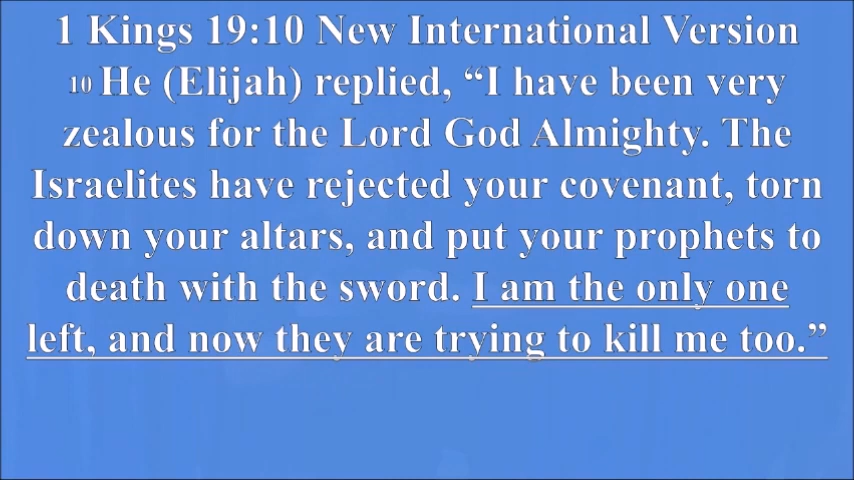 1 Kings 19:10 New International Version
10 He (Elijah) replied, “I have been very
zealous for the Lord God Almighty. The
Israelites have rejected your covenant, torn
down your altars, and put your prophets to
death with the sword. I am the only one
left, and now they are trying to kill me too.”